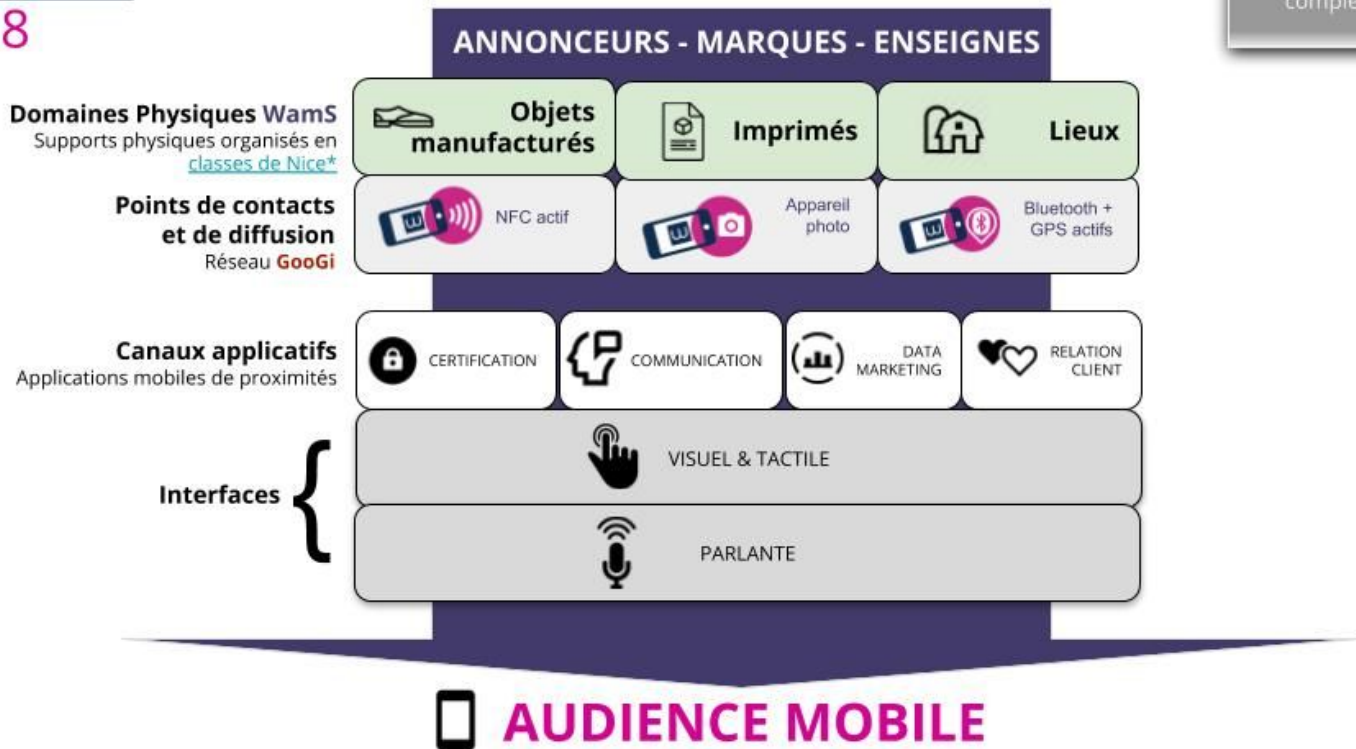 8
comple
ANNONCEURS - MARQUES - ENSEIGNES
Domaines Physiques WamS
Supports physiques organisés en
classes de Nice*
Objets
manufacturés
Imprimés
Lieux
Points de contacts
et de diffusion
Réseau GooGi
NFC actif
Appareil
photo
Bluetooth +
GPS actifs
Canaux applicatifs
Applications mobiles de proximités
CERTIFICATION
COMMUNICATION
DATA
MARKETING
RELATION
CLIENT
Interfaces {
VISUEL & TACTILE
PARLANTE
AUDIENCE MOBILE